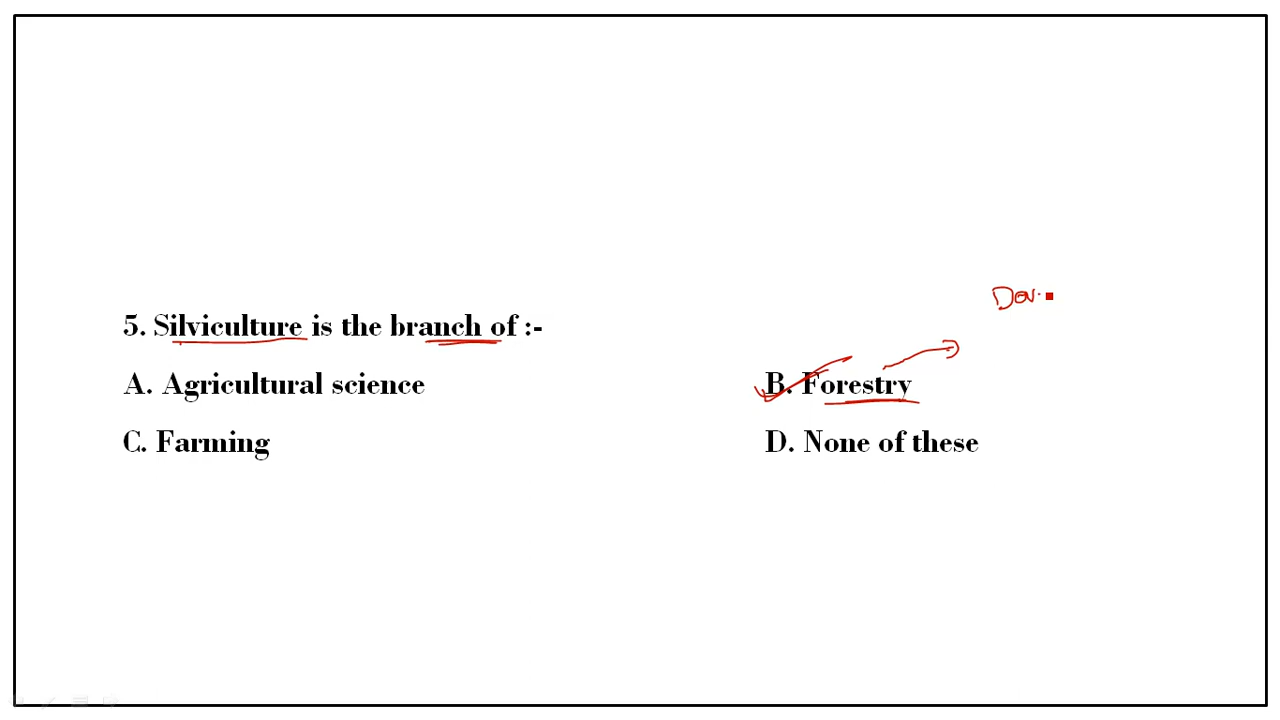 5. Silviculture is the branch of :-
A. Agricultural science
B. Forestry
C. Farming
D. None of these